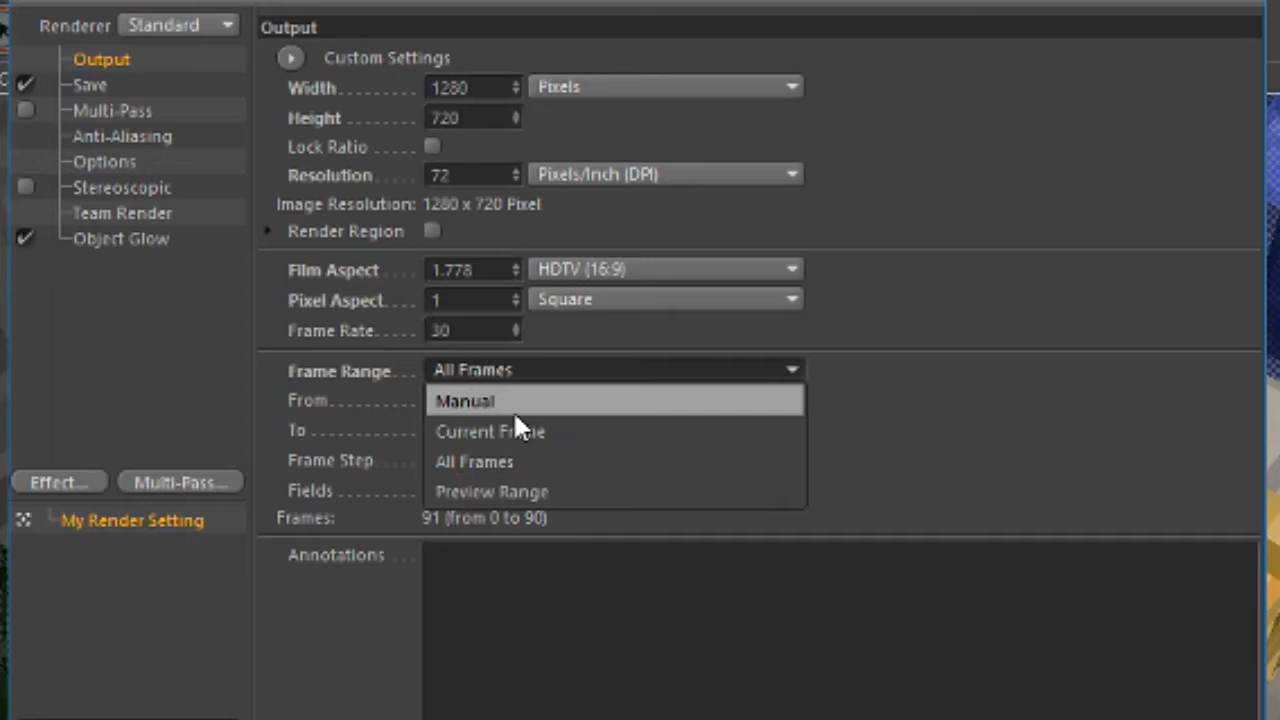 Renderer Standard
Output
Save
Multi-Pass
Anti-Aliasing
Options
Stereoscopic
Team Render
Object Glow
Effect...
Multi-Pass...
My Render Setting
Output
Custom Settings
Width 1280 Pixels
Height 720
Lock Ratio
Resolution 72 Pixels/Inch (DPI)
Image Resolution: 1280 x 720 Pixel
Render Region
Film Aspect 1.778 HDTV (16:9)
Pixel Aspect 1 Square
Frame Rate 30
Frame Range All Frames
From Manual
To Current Frame
Frame Step All Frames
Fields Preview Range
Frames: 91 (from 0 to 90)
Annotations